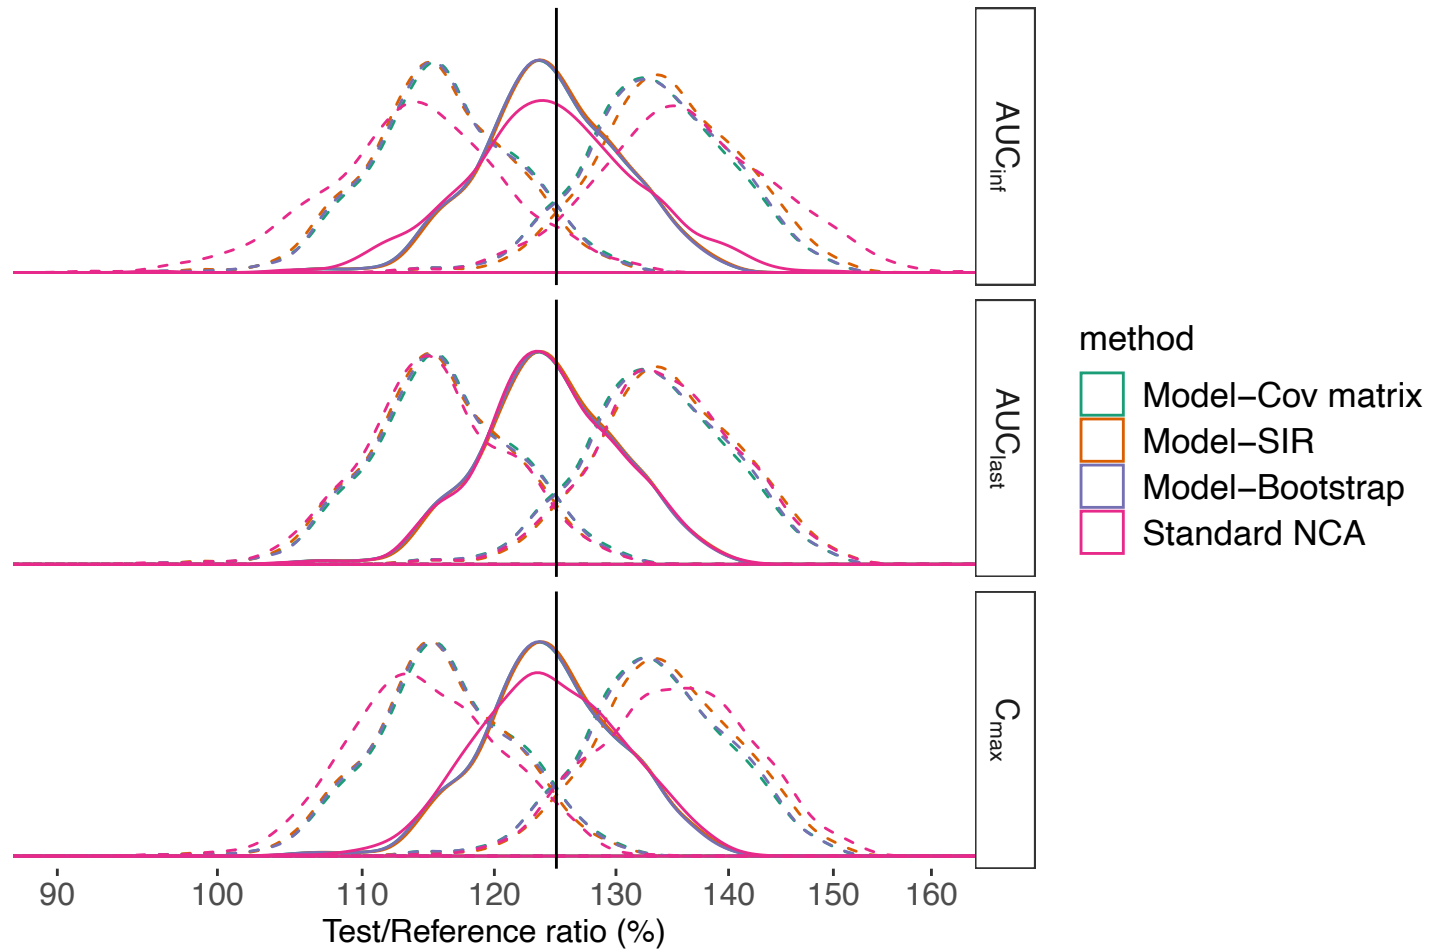 AUCinf
AUClast
Cmax
method
Model−Cov matrix
Model−SIR
Model−Bootstrap
Standard NCA
90 100 110 120 130 140 150 160
Test/Reference ratio (%)